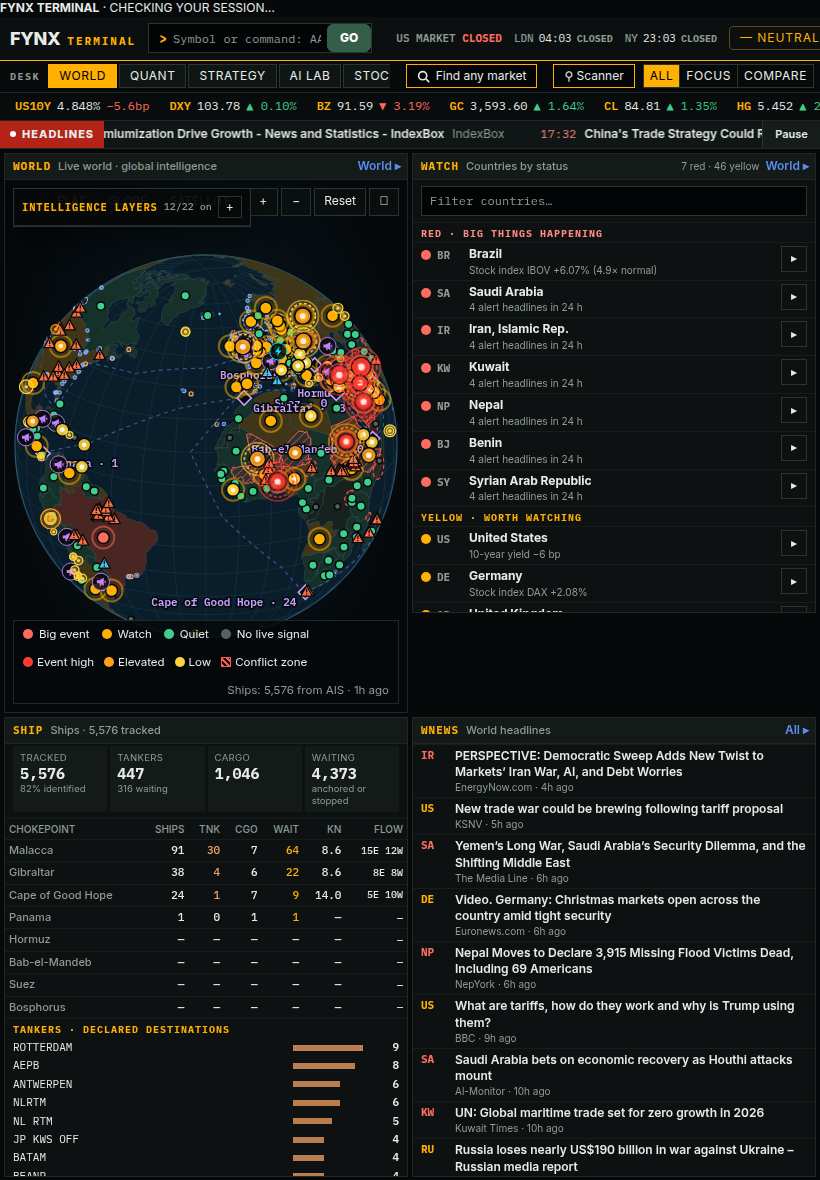 FYNX TERMINAL · CHECKING YOUR SESSION...
FYNX TERMINAL
> Symbol or command: AA
GO
US MARKET CLOSED LDN 04:03 CLOSED NY 23:03 CLOSED
— NEUTRAL
DESK WORLD QUANT STRATEGY AI LAB STOC
Find any market
Scanner
ALL FOCUS COMPARE
US10Y 4.848% −5.6bp DXY 103.78 ▲ 0.10% BZ 91.59 ▼ 3.19% GC 3,593.60 ▲ 1.64% CL 84.81 ▲ 1.35% HG 5.452 ▲ 2
HEADLINES
miumization Drive Growth - News and Statistics - IndexBox IndexBox 17:32 China's Trade Strategy Could R
Pause
WORLD Live world · global intelligence World ▸
INTELLIGENCE LAYERS 12/22 on +
+ − Reset
Gibraltar
Cape of Good Hope · 24
Big event Watch Quiet No live signal
Event high Elevated Low Conflict zone
Ships: 5,576 from AIS · 1h ago
WATCH Countries by status 7 red · 46 yellow World ▸
Filter countries…
RED · BIG THINGS HAPPENING
BR Brazil
Stock index IBOV +6.07% (4.9× normal)
SA Saudi Arabia
4 alert headlines in 24 h
IR Iran, Islamic Rep.
4 alert headlines in 24 h
KW Kuwait
4 alert headlines in 24 h
NP Nepal
4 alert headlines in 24 h
BJ Benin
4 alert headlines in 24 h
SY Syrian Arab Republic
4 alert headlines in 24 h
YELLOW · WORTH WATCHING
US United States
10-year yield −6 bp
DE Germany
Stock index DAX +2.08%
United Kingdom
SHIP Ships · 5,576 tracked
TRACKED
5,576
82% identified
TANKERS
447
316 waiting
CARGO
1,046
WAITING
4,373
anchored or
stopped
CHOKEPOINT SHIPS TNK CGO WAIT KN FLOW
Malacca 91 30 7 64 8.6 15E 12W
Gibraltar 38 4 6 22 8.6 8E 8W
Cape of Good Hope 24 1 7 9 14.0 5E 10W
Panama 1 0 1 1 — —
Hormuz — — — — — —
Bab-el-Mandeb — — — — — —
Suez — — — — — —
Bosphorus — — — — — —
TANKERS · DECLARED DESTINATIONS
ROTTERDAM 9
AEPB 8
ANTWERPEN 6
NLRTM 6
NL RTM 5
JP KWS OFF 4
BATAM 4
BEANR 4
WNEWS World headlines All ▸
IR PERSPECTIVE: Democratic Sweep Adds New Twist to
Markets’ Iran War, AI, and Debt Worries
EnergyNow.com · 4h ago
US New trade war could be brewing following tariff proposal
KSNV · 5h ago
SA Yemen’s Long War, Saudi Arabia’s Security Dilemma, and the
Shifting Middle East
The Media Line · 6h ago
DE Video. Germany: Christmas markets open across the
country amid tight security
Euronews.com · 6h ago
NP Nepal Moves to Declare 3,915 Missing Flood Victims Dead,
Including 69 Americans
NepYork · 6h ago
US What are tariffs, how do they work and why is Trump using
them?
BBC · 9h ago
SA Saudi Arabia bets on economic recovery as Houthi attacks
mount
Al-Monitor · 10h ago
KW UN: Global maritime trade set for zero growth in 2026
Kuwait Times · 10h ago
RU Russia loses nearly US$190 billion in war against Ukraine –
Russian media report